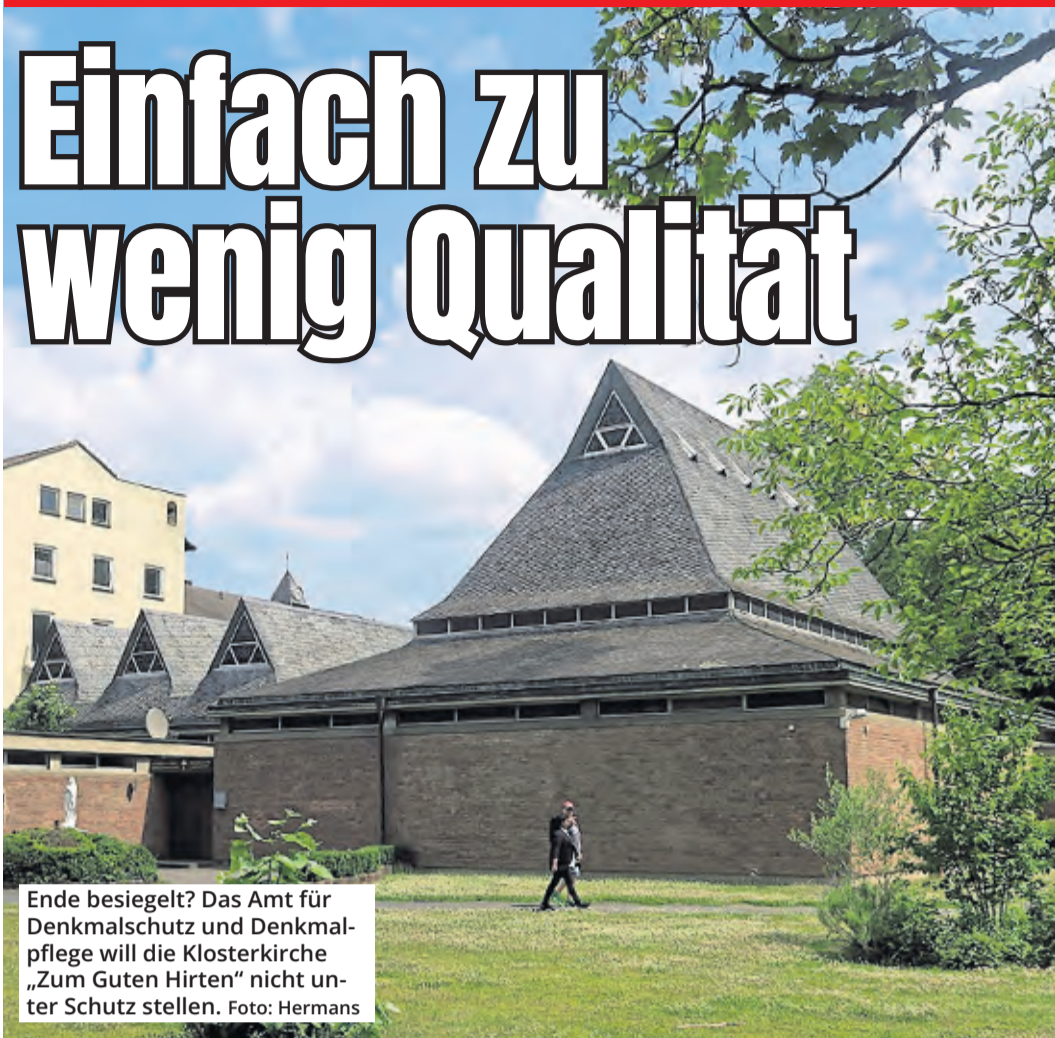 Einfach zu
wenig Qualität
Ende besiegelt? Das Amt für
Denkmalschutz und Denkmal-
pflege will die Klosterkirche
„Zum Guten Hirten“ nicht un-
ter Schutz stellen. Foto: Hermans